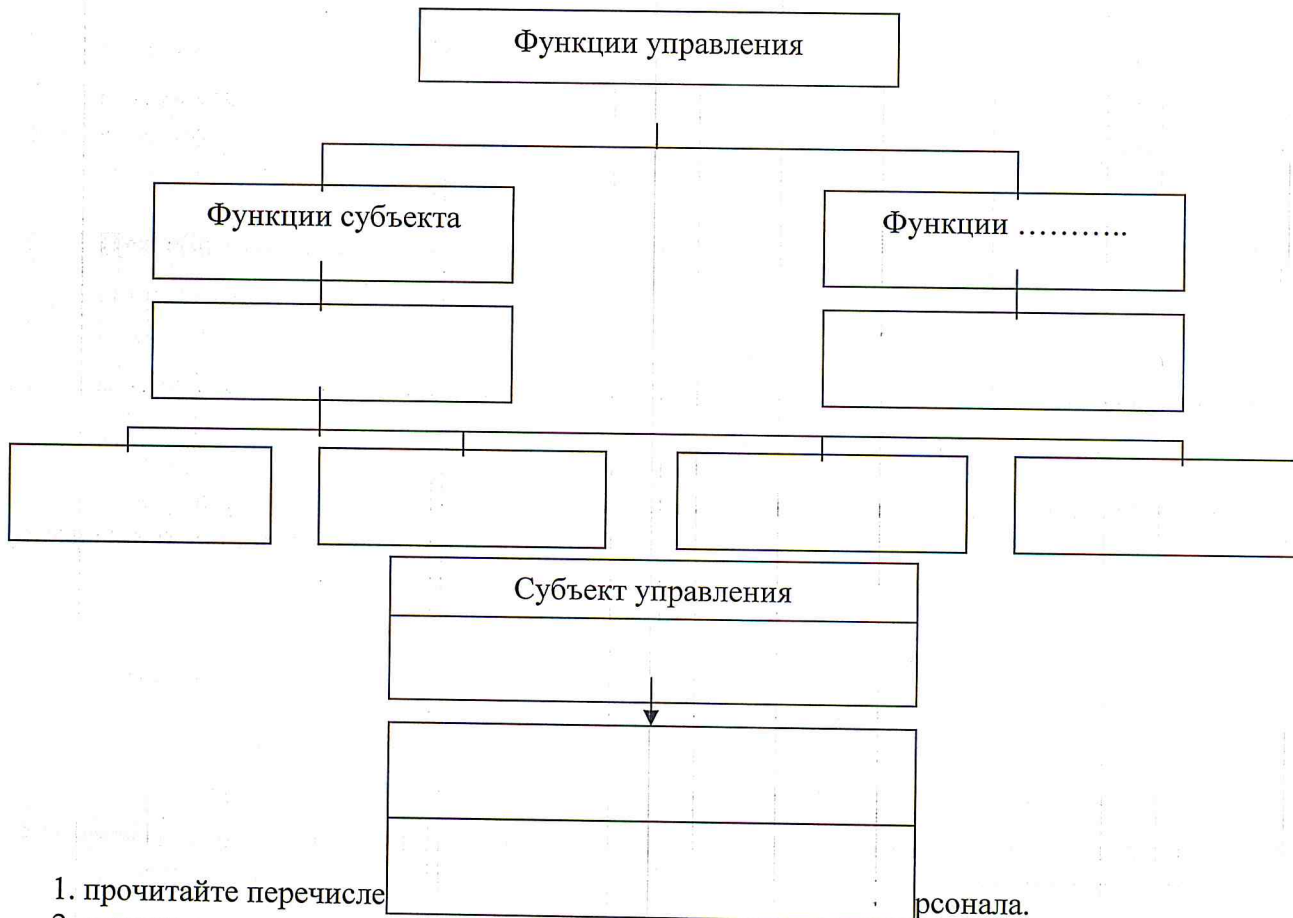 Функции управления
Функции субъекта
Функции ………..
Субъект управления
1. прочитайте перечисле
рсонала.